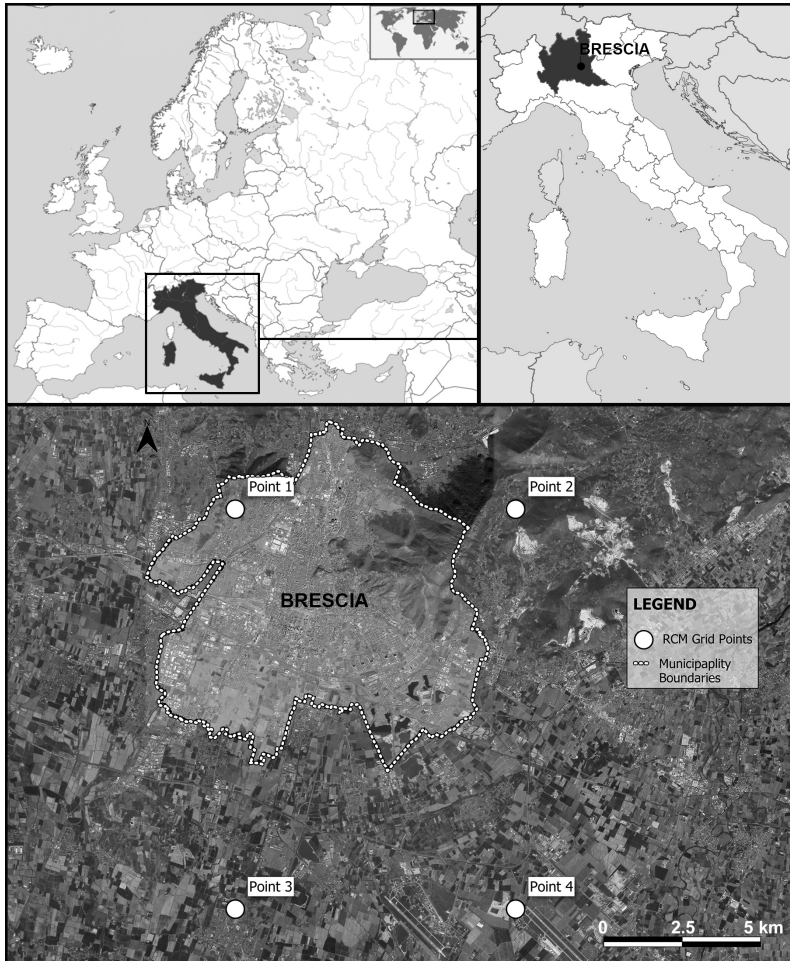 BRESCIA
N
Point 1
Point 2
BRESCIA
LEGEND
RCM Grid Points
Municipaplity
Boundaries
Point 3
Point 4
0 2.5 5 km